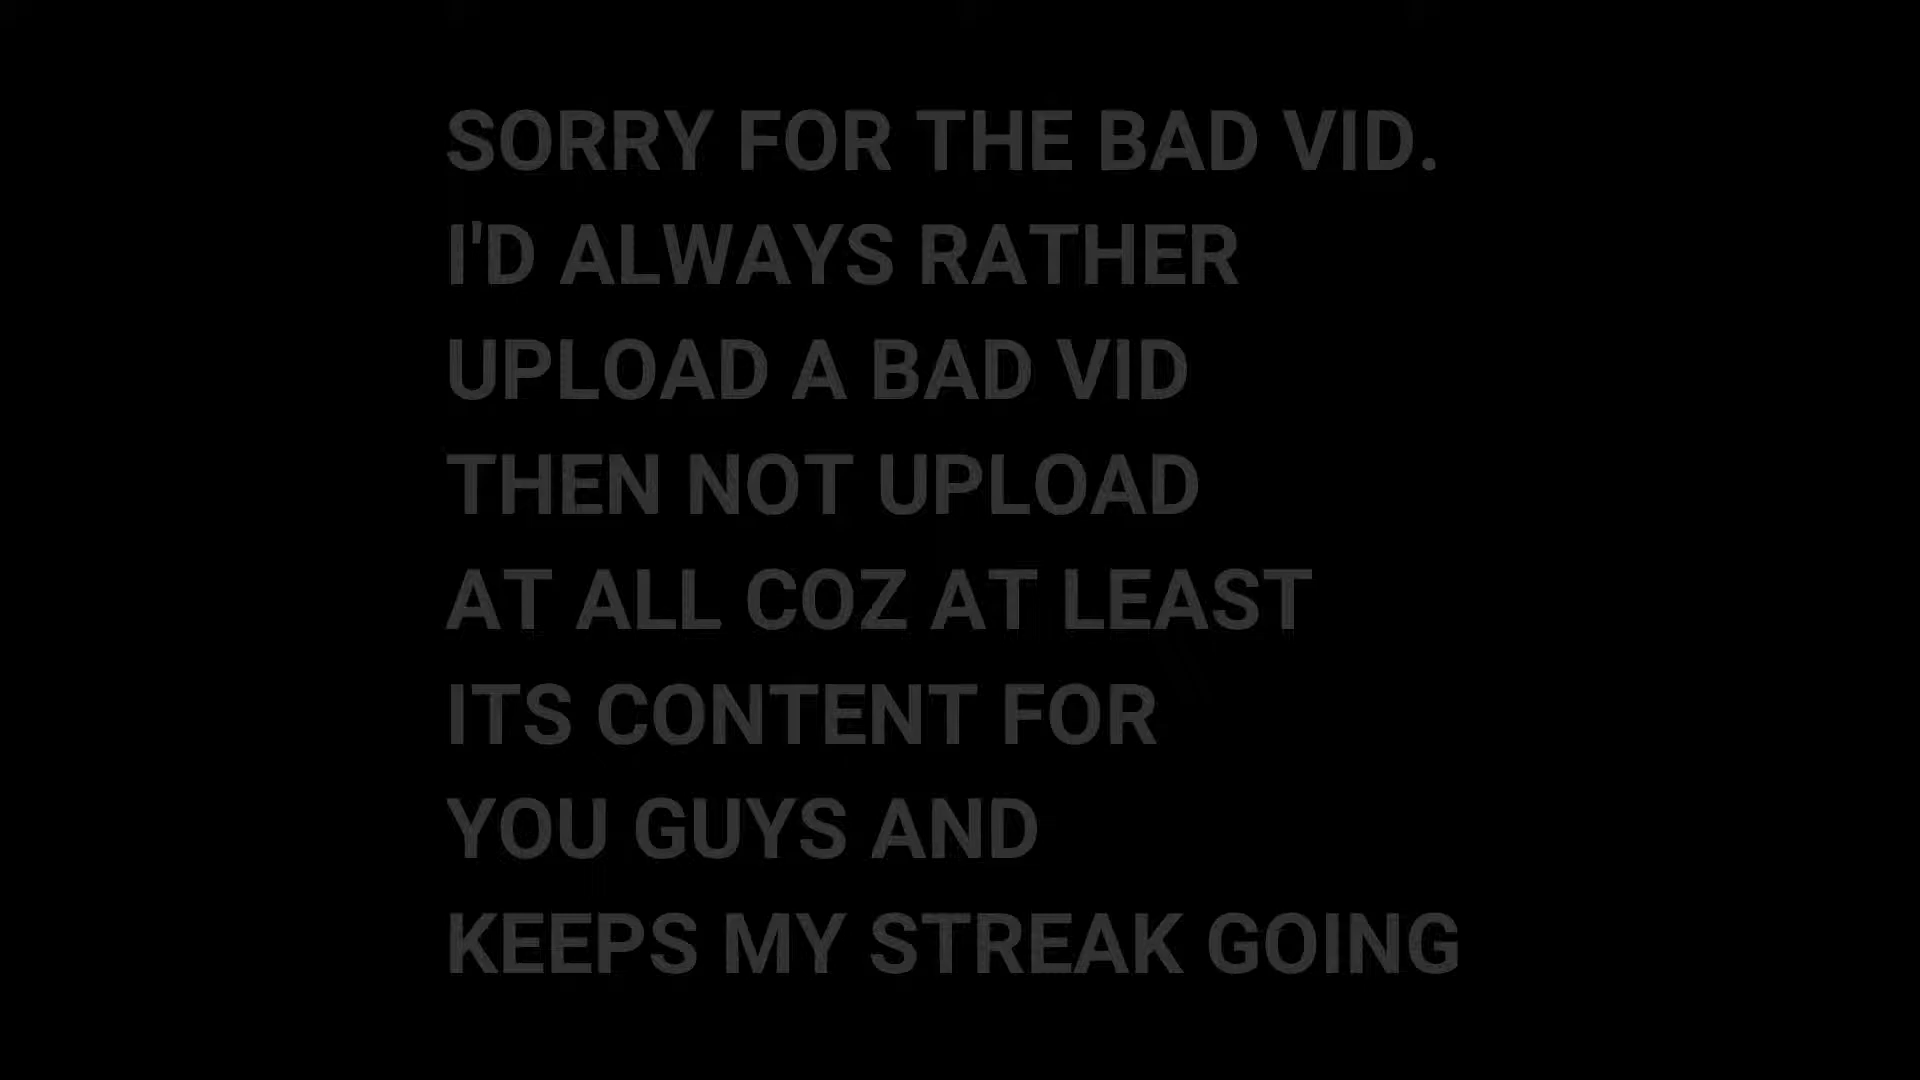 SORRY FOR THE BAD VID.
I'D ALWAYS RATHER
UPLOAD A BAD VID
THEN NOT UPLOAD
AT ALL COZ AT LEAST
ITS CONTENT FOR
YOU GUYS AND
KEEPS MY STREAK GOING